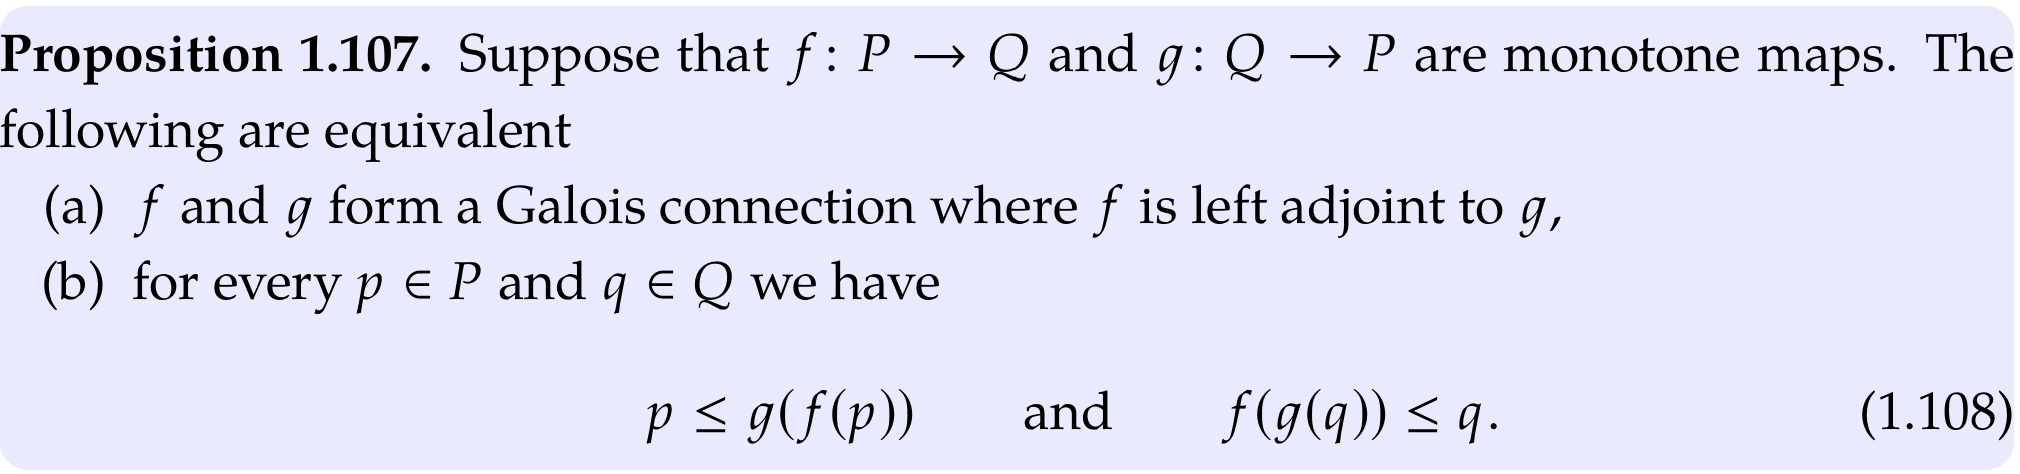 Proposition 1.107. Suppose that f : P → Q and g : Q → P are monotone maps. The
following are equivalent
(a) f and g form a Galois connection where f is left adjoint to g,
(b) for every p ∈ P and q ∈ Q we have
p ≤ g(f(p)) and f(g(q)) ≤ q. (1.108)